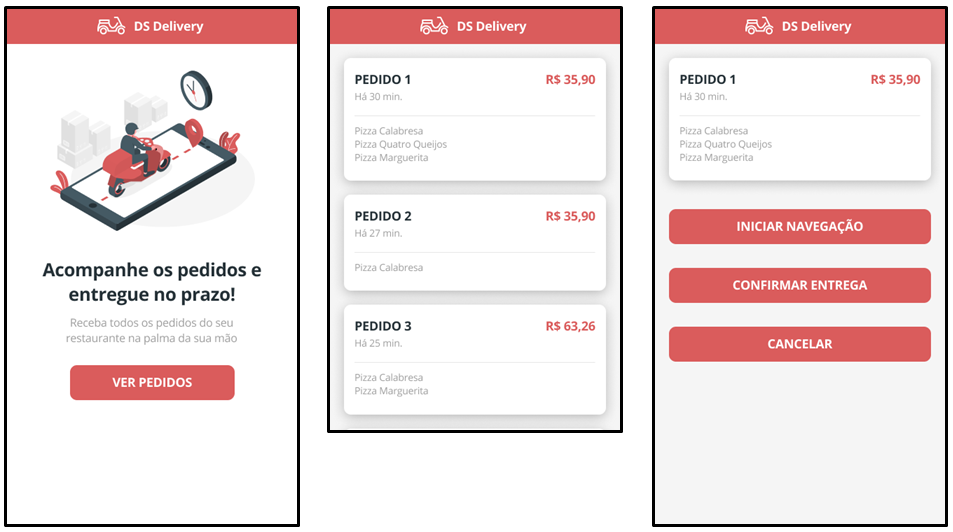 DS Delivery
Acompanhe os pedidos e
entregue no prazo!
Receba todos os pedidos do seu
restaurante na palma da sua mão
VER PEDIDOS
DS Delivery
PEDIDO 1 R$ 35,90
Há 30 min.
Pizza Calabresa
Pizza Quatro Queijos
Pizza Marguerita
PEDIDO 2 R$ 35,90
Há 27 min.
Pizza Calabresa
PEDIDO 3 R$ 63,26
Há 25 min.
Pizza Calabresa
Pizza Marguerita
DS Delivery
PEDIDO 1 R$ 35,90
Há 30 min.
Pizza Calabresa
Pizza Quatro Queijos
Pizza Marguerita
INICIAR NAVEGAÇÃO
CONFIRMAR ENTREGA
CANCELAR